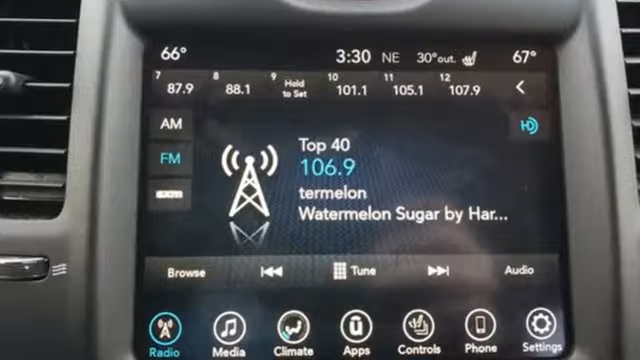 66° 3:30 NE 30°out. 67°
7 8 9 10 11 12
87.9 88.1 Hold to Set 101.1 105.1 107.9
AM
FM
sxm
Top 40
106.9
termelon
Watermelon Sugar by Har...
HD
Browse Tune Audio
Radio Media Climate Apps Controls Phone Settings